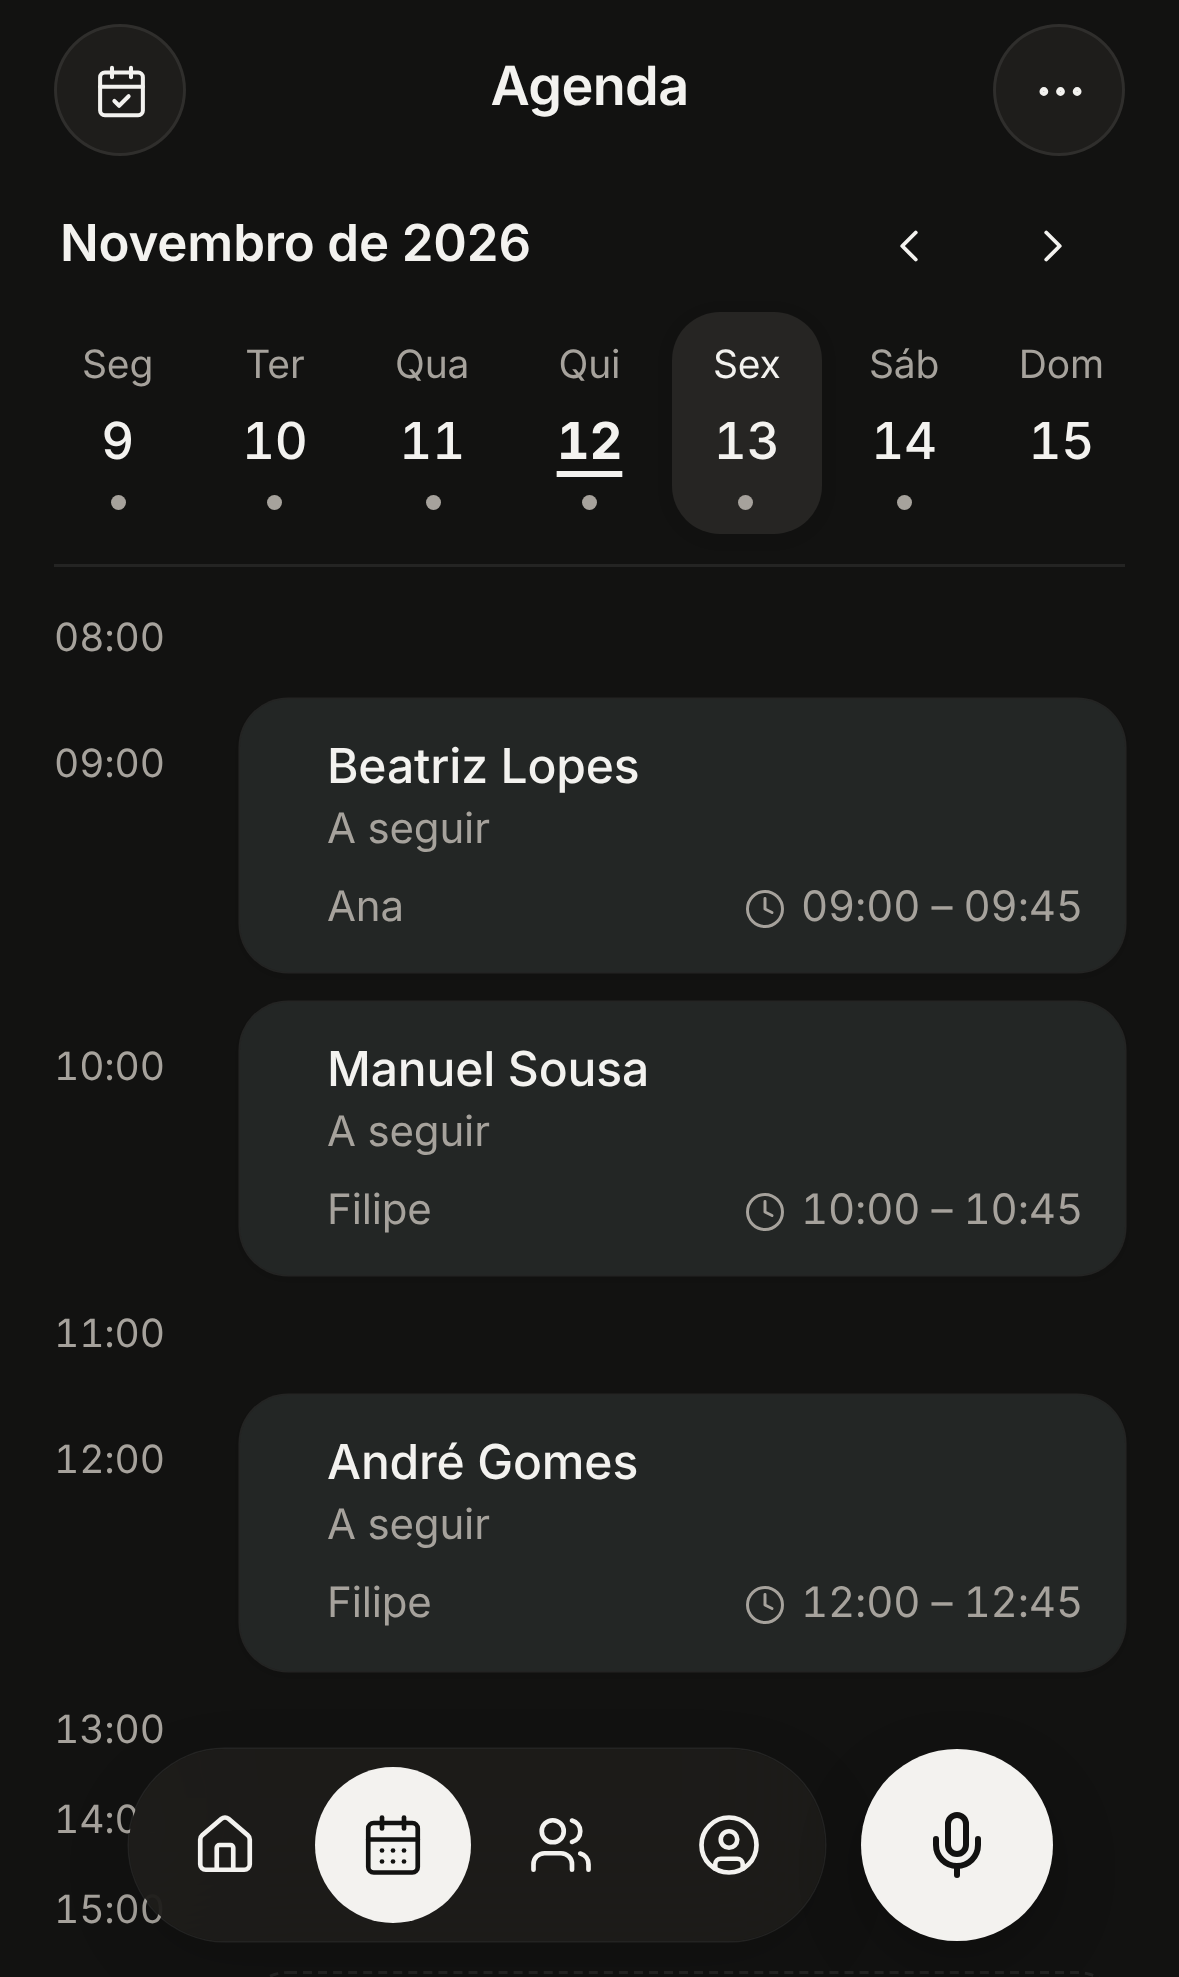 Agenda
Novembro de 2026
Seg Ter Qua Qui Sex Sáb Dom
9 10 11 12 13 14 15
08:00
09:00
Beatriz Lopes
A seguir
Ana 09:00 – 09:45
10:00
Manuel Sousa
A seguir
Filipe 10:00 – 10:45
11:00
12:00
André Gomes
A seguir
Filipe 12:00 – 12:45
13:00
15:00